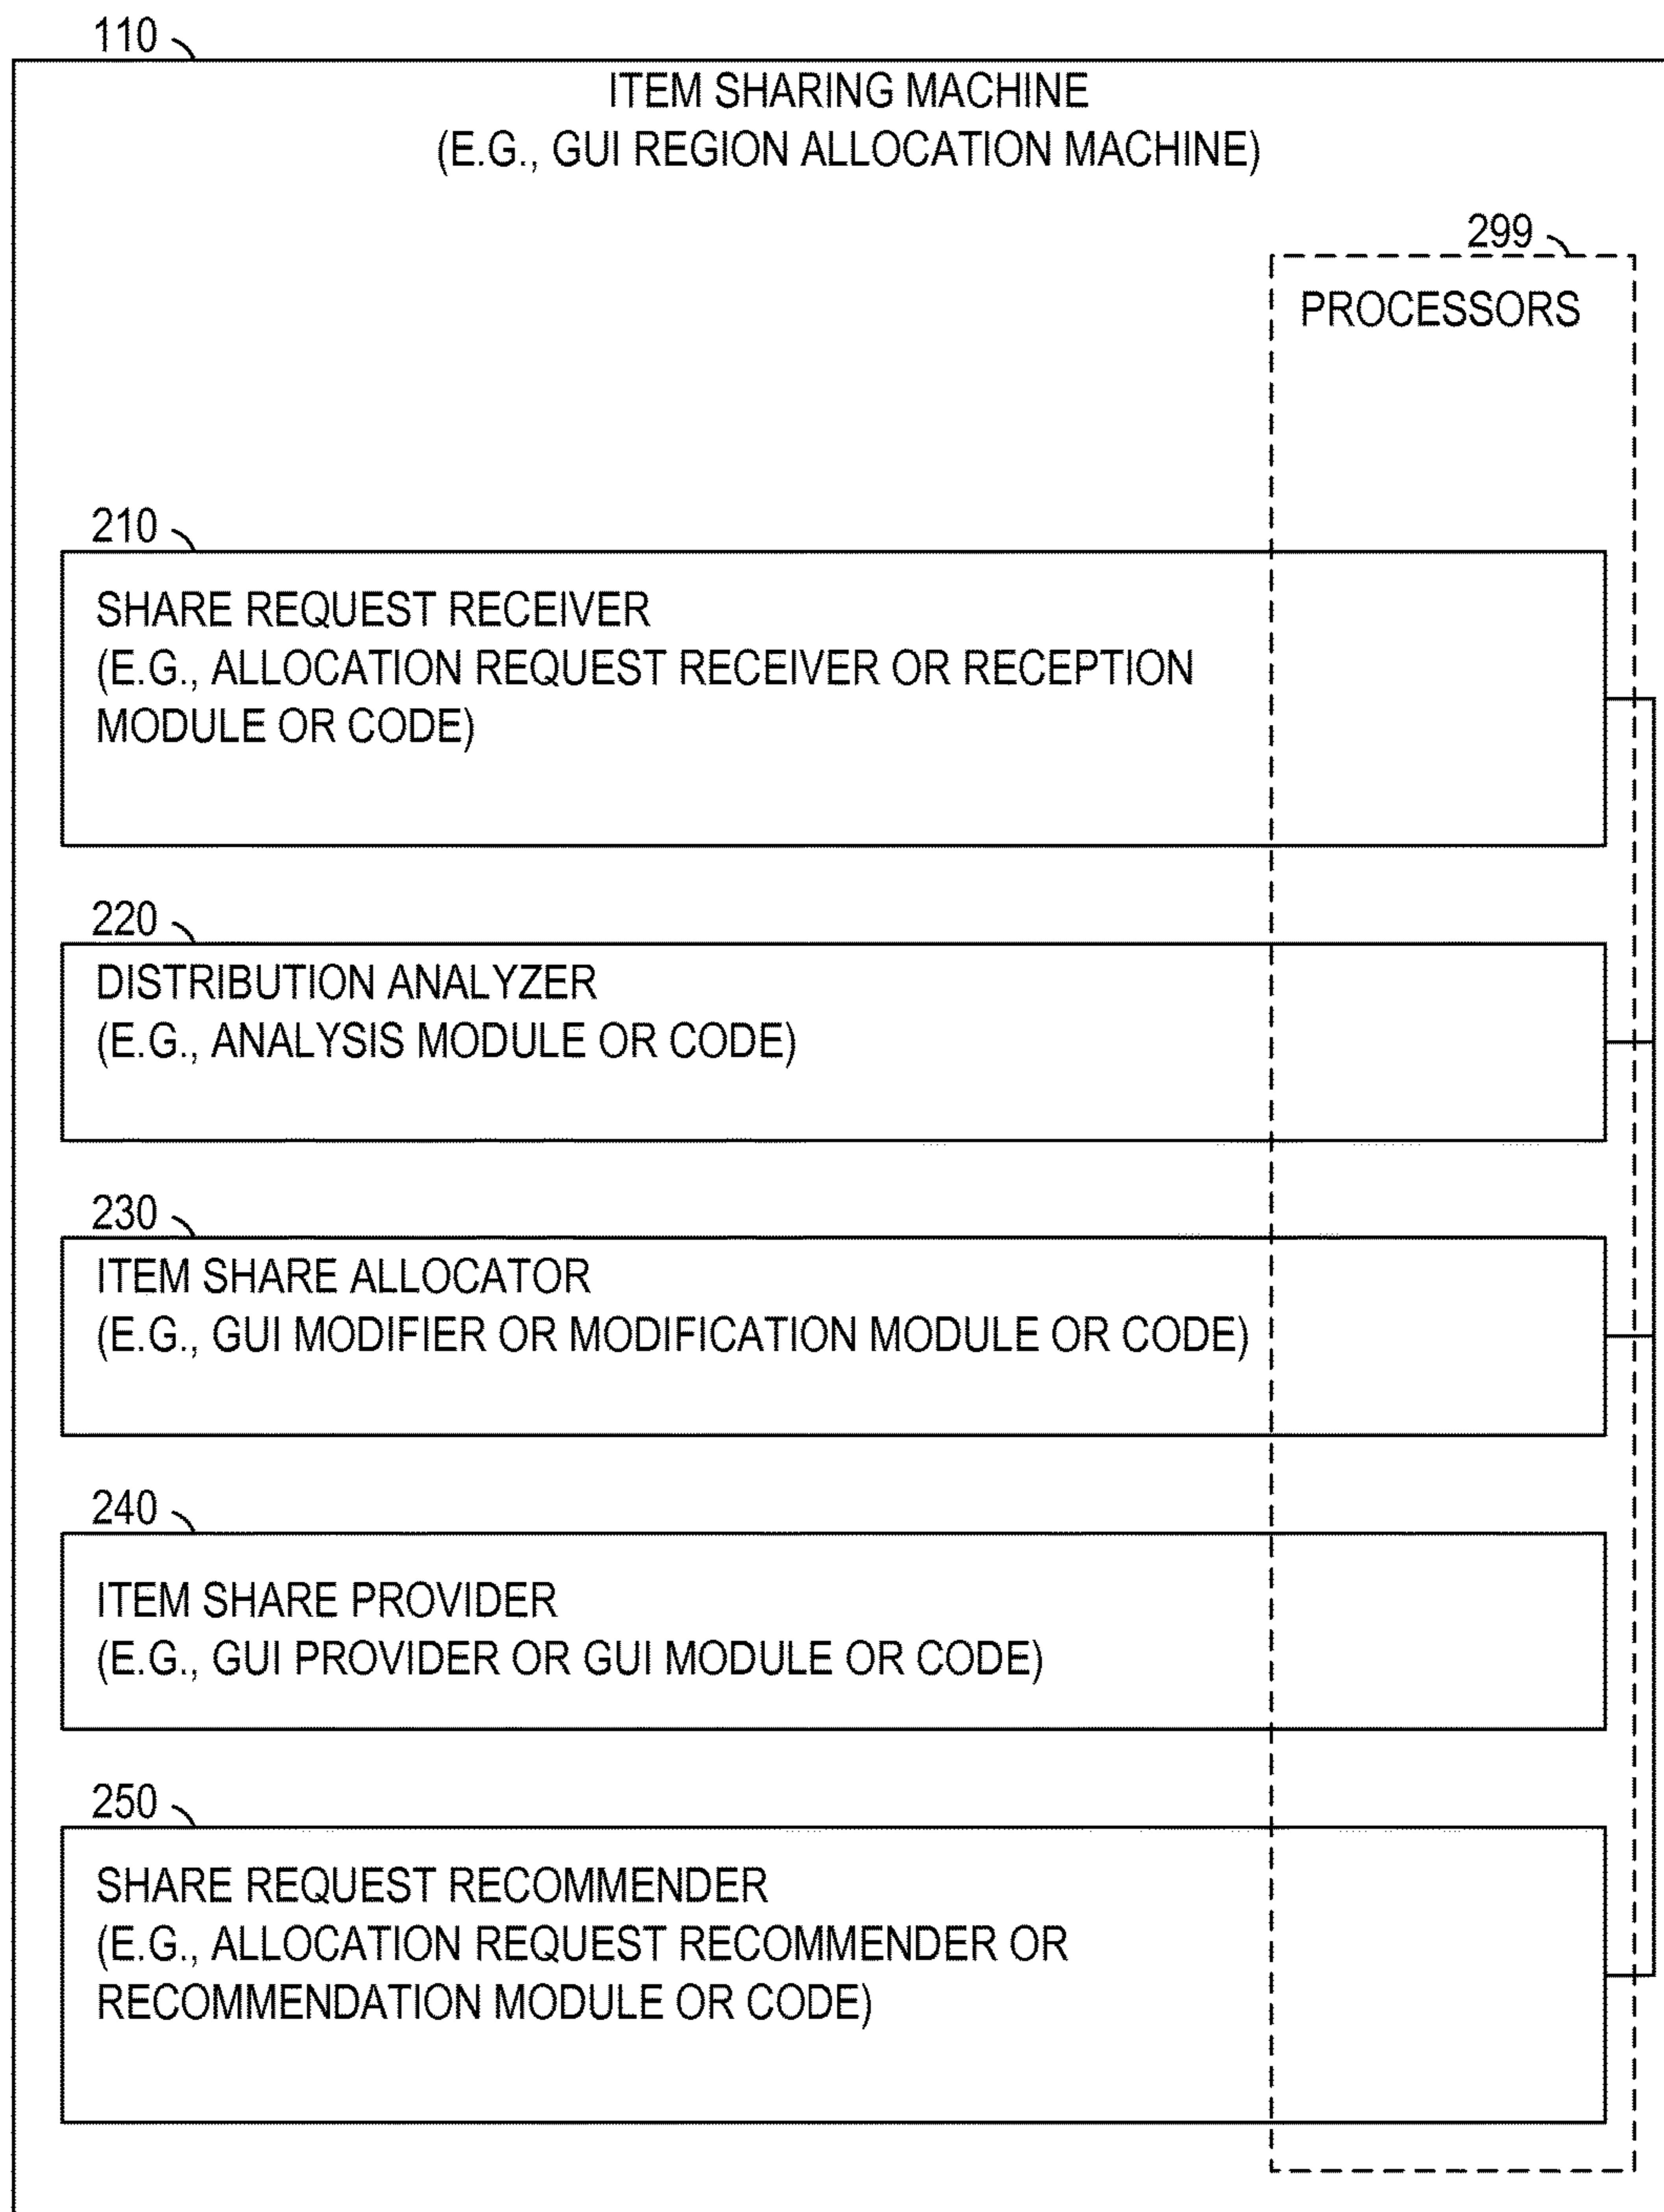 110
ITEM SHARING MACHINE
(E.G., GUI REGION ALLOCATION MACHINE)
299
PROCESSORS
210
SHARE REQUEST RECEIVER
(E.G., ALLOCATION REQUEST RECEIVER OR RECEPTION
MODULE OR CODE)
220
DISTRIBUTION ANALYZER
(E.G., ANALYSIS MODULE OR CODE)
230
ITEM SHARE ALLOCATOR
(E.G., GUI MODIFIER OR MODIFICATION MODULE OR CODE)
240
ITEM SHARE PROVIDER
(E.G., GUI PROVIDER OR GUI MODULE OR CODE)
250
SHARE REQUEST RECOMMENDER
(E.G., ALLOCATION REQUEST RECOMMENDER OR
RECOMMENDATION MODULE OR CODE)